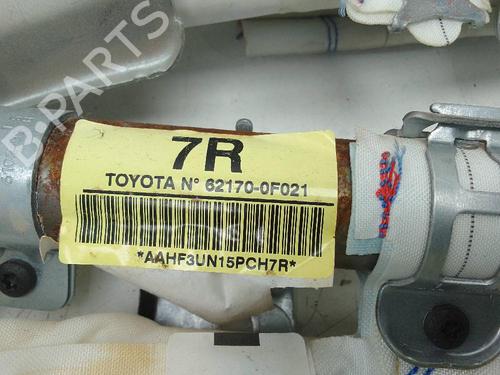 B-PARTS
7R
TOYOTA N° 62170-0F021
*AAHF3UN15PCH7R*